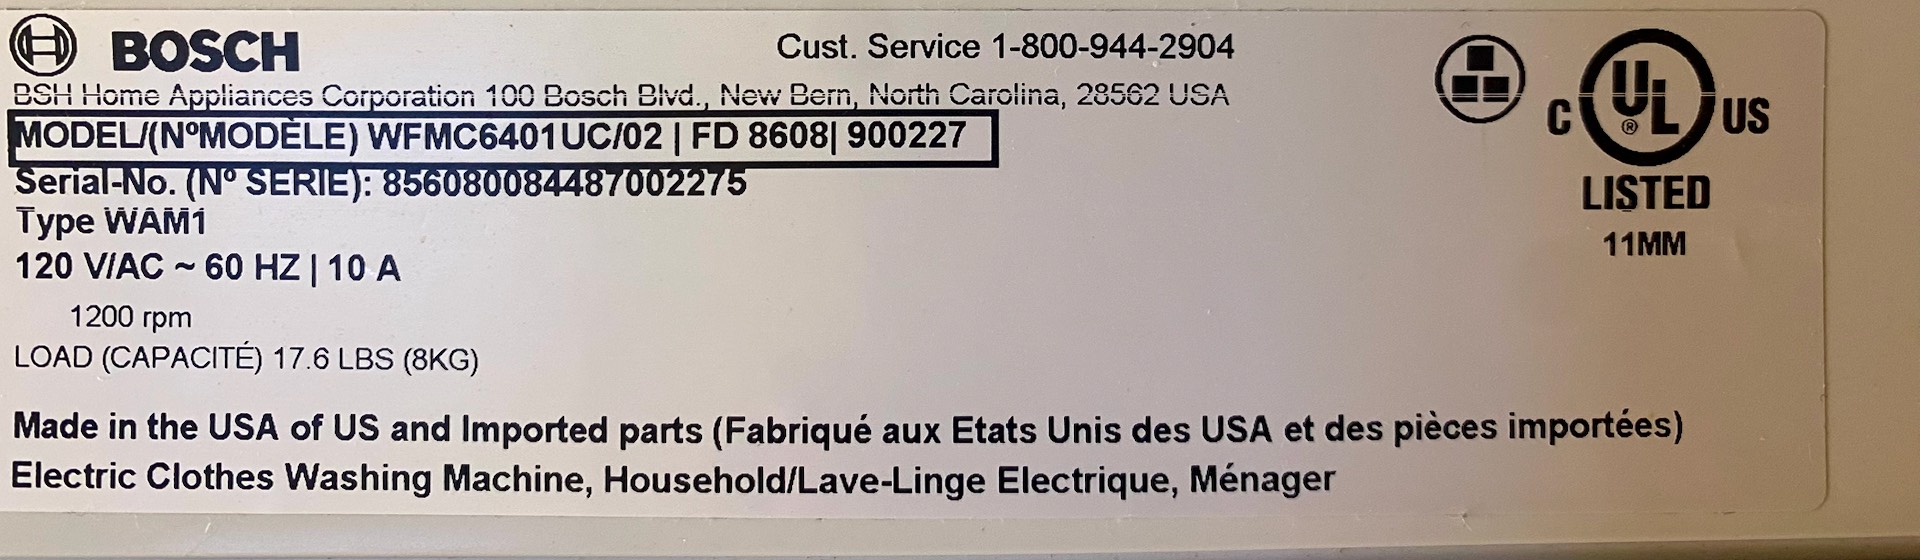 BOSCH
Cust. Service 1-800-944-2904
BSH Home Appliances Corporation 100 Bosch Blvd., New Bern, North Carolina, 28562 USA
MODEL/(NºMODÈLE) WFMC6401UC/02 | FD 8608| 900227
Serial-No. (Nº SERIE): 856080084487002275
Type WAM1
120 V/AC ~ 60 HZ | 10 A
1200 rpm
LOAD (CAPACITÉ) 17.6 LBS (8KG)
Made in the USA of US and Imported parts (Fabriqué aux Etats Unis des USA et des pièces importées)
Electric Clothes Washing Machine, Household/Lave-Linge Electrique, Ménager
C UL ® US
LISTED
11MM